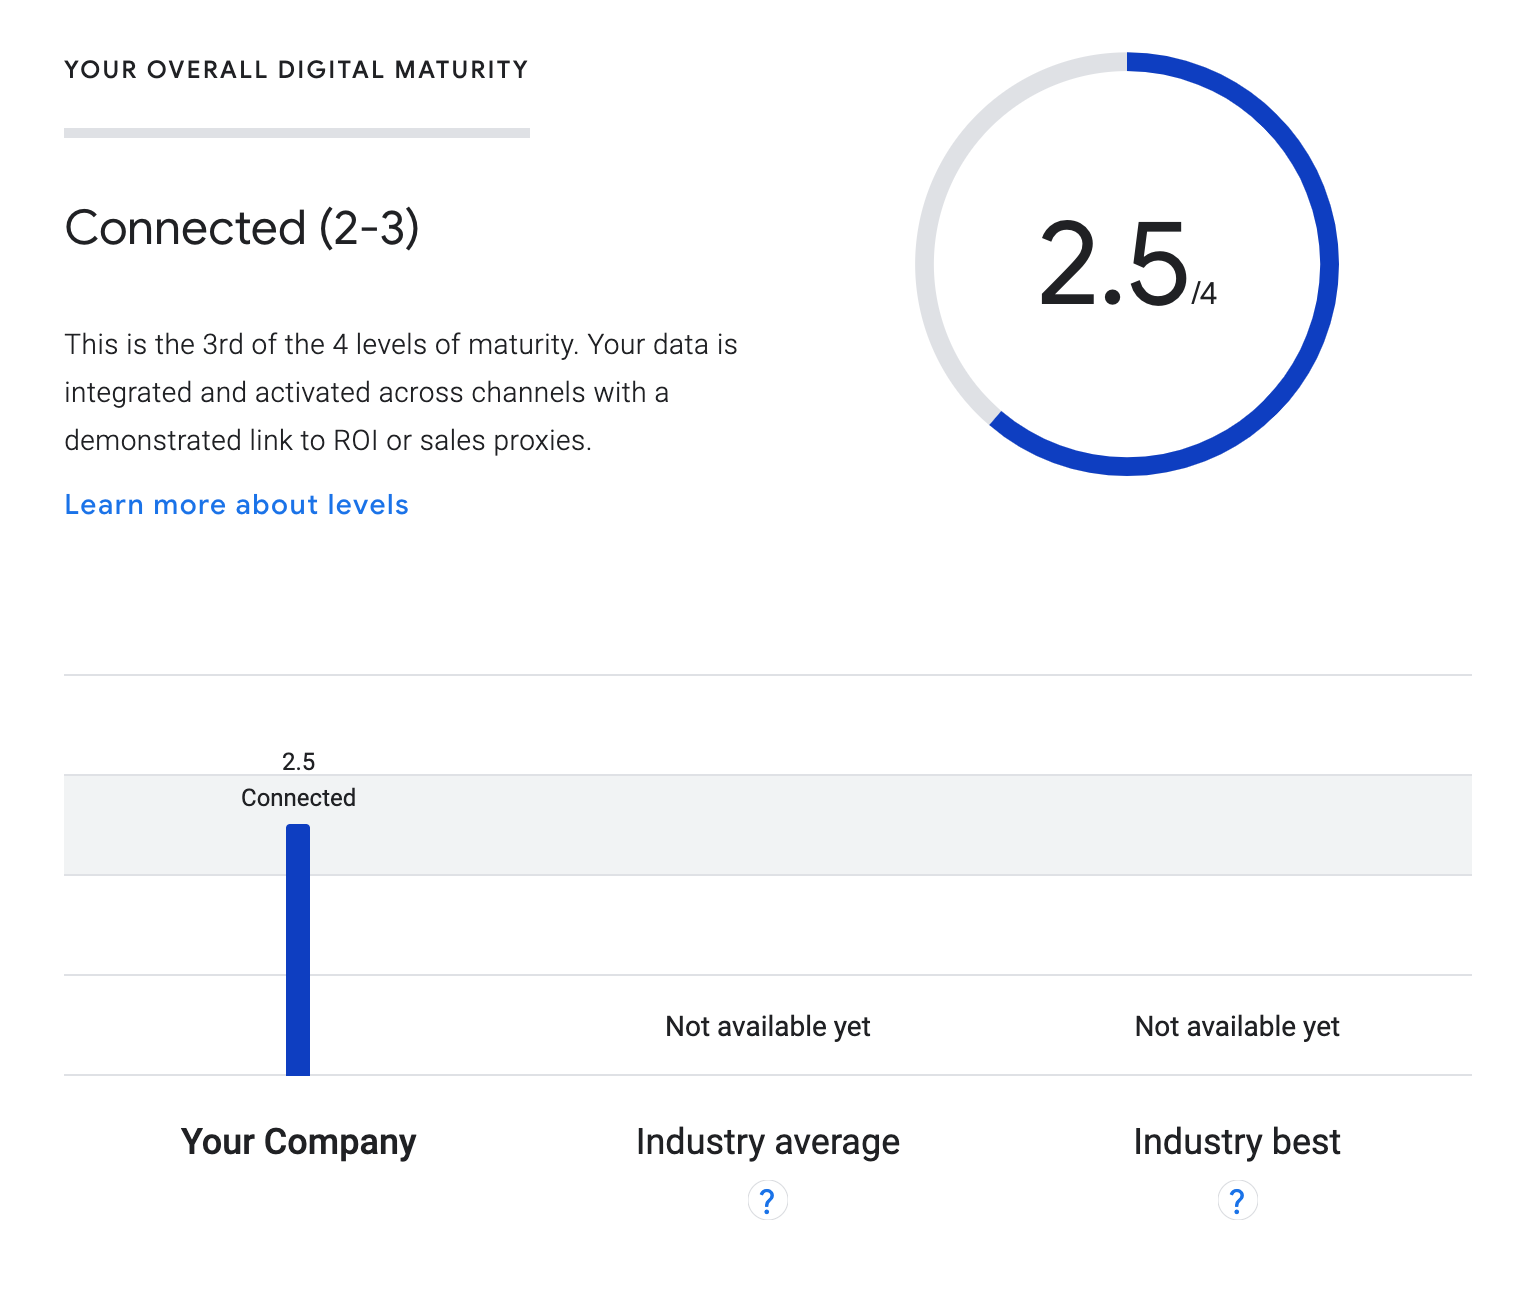 YOUR OVERALL DIGITAL MATURITY
Connected (2-3)
This is the 3rd of the 4 levels of maturity. Your data is
integrated and activated across channels with a
demonstrated link to ROI or sales proxies.
Learn more about levels
2.5/4
2.5
Connected
Not available yet
Not available yet
Your Company
Industry average
?
Industry best
?